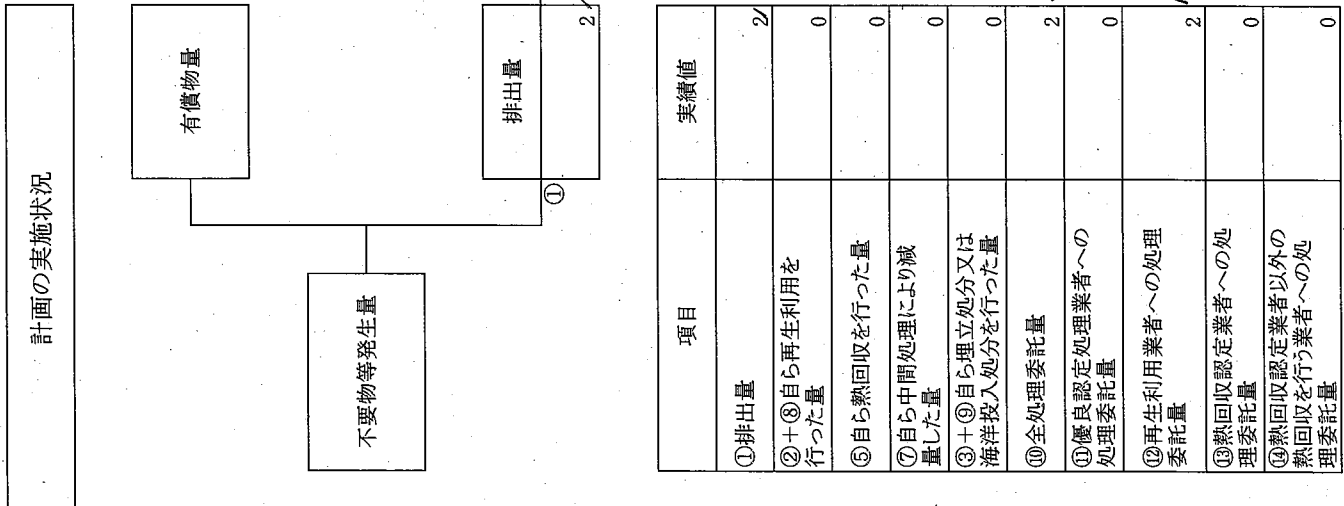 計画の実施状況
有償物量
不要物等発生量
排出量
①
2
項目
実績値
①排出量
2
②+⑧自ら再生利用を
行った量
0
⑤自ら熱回収を行った量
0
⑦自ら中間処理により減
量した量
0
③+⑨自ら埋立処分又は
海洋投入処分を行った量
0
⑩全処理委託量
2
⑪優良認定処理業者への
処理委託量
0
⑫再生利用業者への処理
委託量
2
⑬熱回収認定業者への処
理委託量
0
⑭熱回収認定業者以外の
熱回収を行う業者への処
理委託量
0